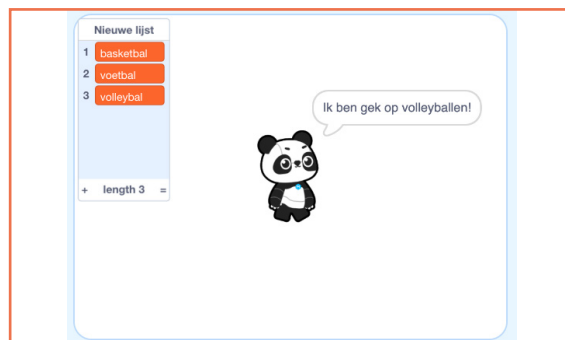 Nieuwe lijst
1 basketbal
2 voetbal
3 volleybal
+ length 3 =
Ik ben gek op volleyballen!